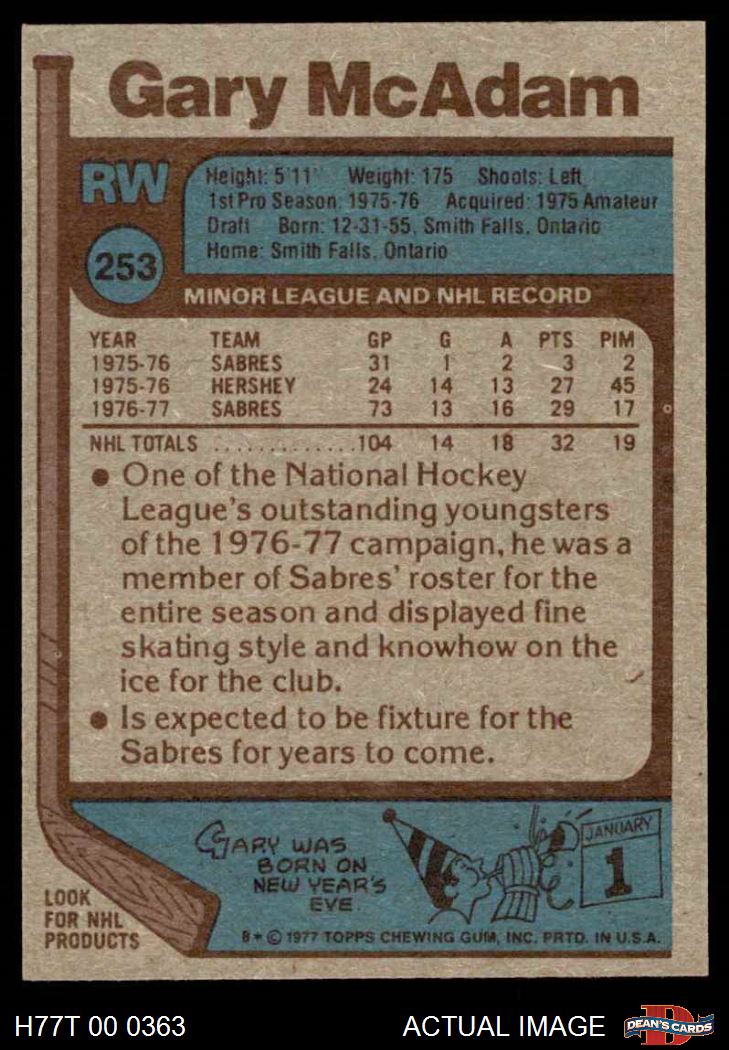 Gary McAdam
RW
Height: 5'11" Weight: 175 Shoots: Left
1st Pro Season: 1975-76 Acquired: 1975 Amateur
Draft Born: 12-31-55, Smith Falls, Ontario
Home: Smith Falls, Ontario
253
MINOR LEAGUE AND NHL RECORD
YEAR TEAM GP G A PTS PIM
1975-76 SABRES 31 1 2 3 2
1975-76 HERSHEY 24 14 13 27 45
1976-77 SABRES 73 13 16 29 17
NHL TOTALS .............104 14 18 32 19
• One of the National Hockey
League's outstanding youngsters
of the 1976-77 campaign, he was a
member of Sabres' roster for the
entire season and displayed fine
skating style and knowhow on the
ice for the club.
• Is expected to be fixture for the
Sabres for years to come.
GARY WAS
BORN ON
NEW YEAR'S
EVE.
JANUARY
1
LOOK
FOR NHL
PRODUCTS
B* © 1977 TOPPS CHEWING GUM, INC. PRTD. IN U.S.A.
H77T 00 0363
ACTUAL IMAGE
D
DEAN'S CARDS